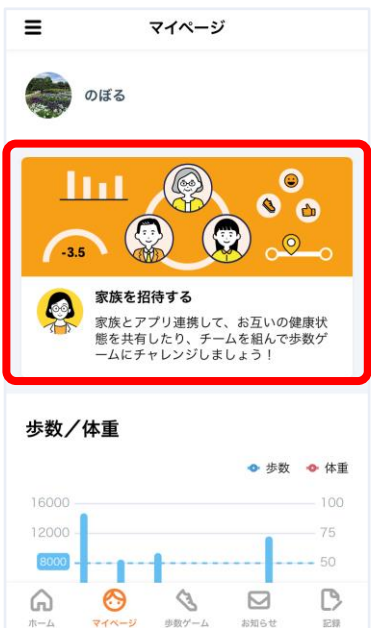 マイページ
のぼる
-3.5
家族を招待する
家族とアプリ連携して、お互いの健康状
態を共有したり、チームを組んで歩数ゲ
ームにチャレンジしましょう！
歩数／体重
歩数 体重
16000 100
12000 75
8000 50
ホーム マイページ 歩数ゲーム お知らせ 記録